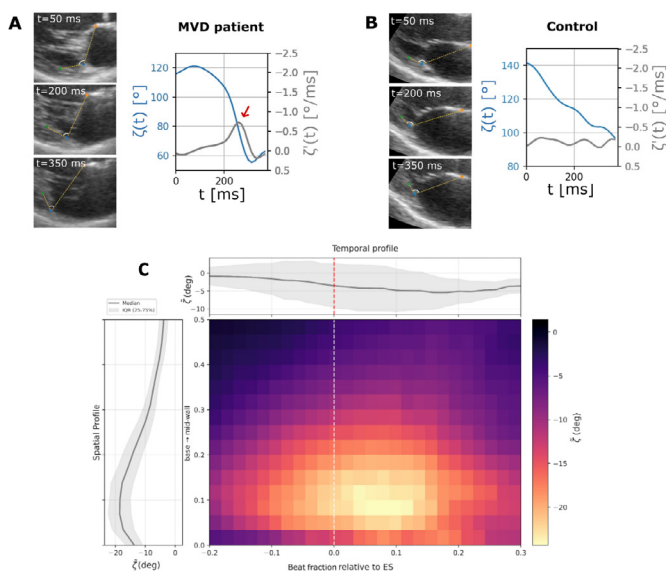 A
MVD patient
t=50 ms
t=200 ms
t=350 ms
ζ(t) [°]
120
100
80
60
0
200
t [ms]
-2.5
-2.0
-1.5
-1.0
-0.5
0.0
0.5
ζ'(t) [°/ms]
B
Control
t=50 ms
t=200 ms
t=350 ms
ζ(t) [°]
140
120
100
80
0
200
t [ms]
-2.5
-2.0
-1.5
-1.0
-0.5
0.0
0.5
ζ'(t) [°/ms]
C
Temporal profile
ζ̄(deg)
0
-5
-10
Median
IQR (25-75%)
Spatial Profile
-20
-10
0
ζ̄(deg)
base → mid-wall
0.5
0.4
0.3
0.2
0.1
0.0
-0.2
-0.1
0.0
0.1
0.2
0.3
Beat fraction relative to ES
0
-5
-10
-15
-20
ζ̄ (deg)